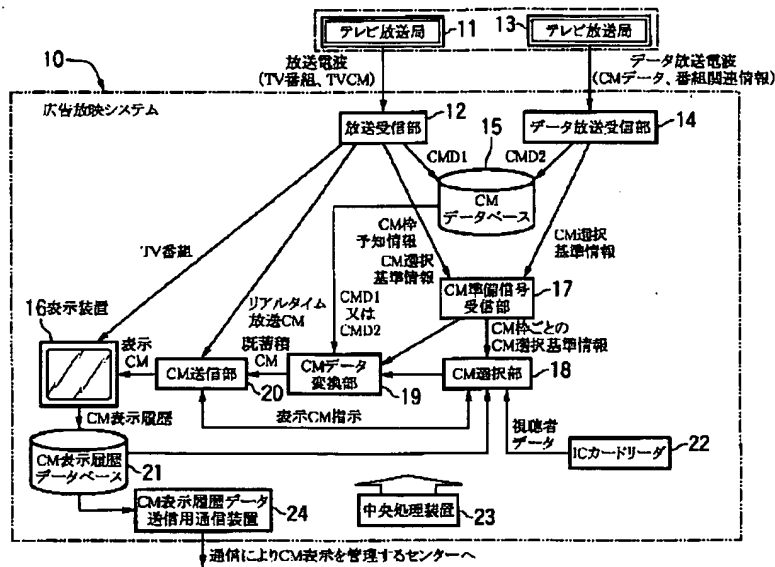 テレビ放送局
11
13
テレビ放送局
放送電波
(TV番組、TVCM)
データ放送電波
(CMデータ、番組関連情報)
10
広告放映システム
放送受信部
12
15
データ放送受信部
14
CMD1
CMD2
CM
データベース
TV番組
CM枠
予知情報
CM選択
基準情報
CM選択
基準情報
CM準備信号
受信部
17
16表示装置
リアルタイム
放送CM
CMD1
又は
CMD2
CM枠ごとの
CM選択基準情報
表示
CM
CM送信部
20
既蓄積
CM
CMデータ
変換部
19
CM選択部
18
CM表示履歴
表示CM指示
視聴者
データ
ICカードリーダ
22
CM表示履歴
データベース
21
CM表示履歴データ
送信用通信装置
24
中央処理装置
23
通信によりCM表示を管理するセンターへ